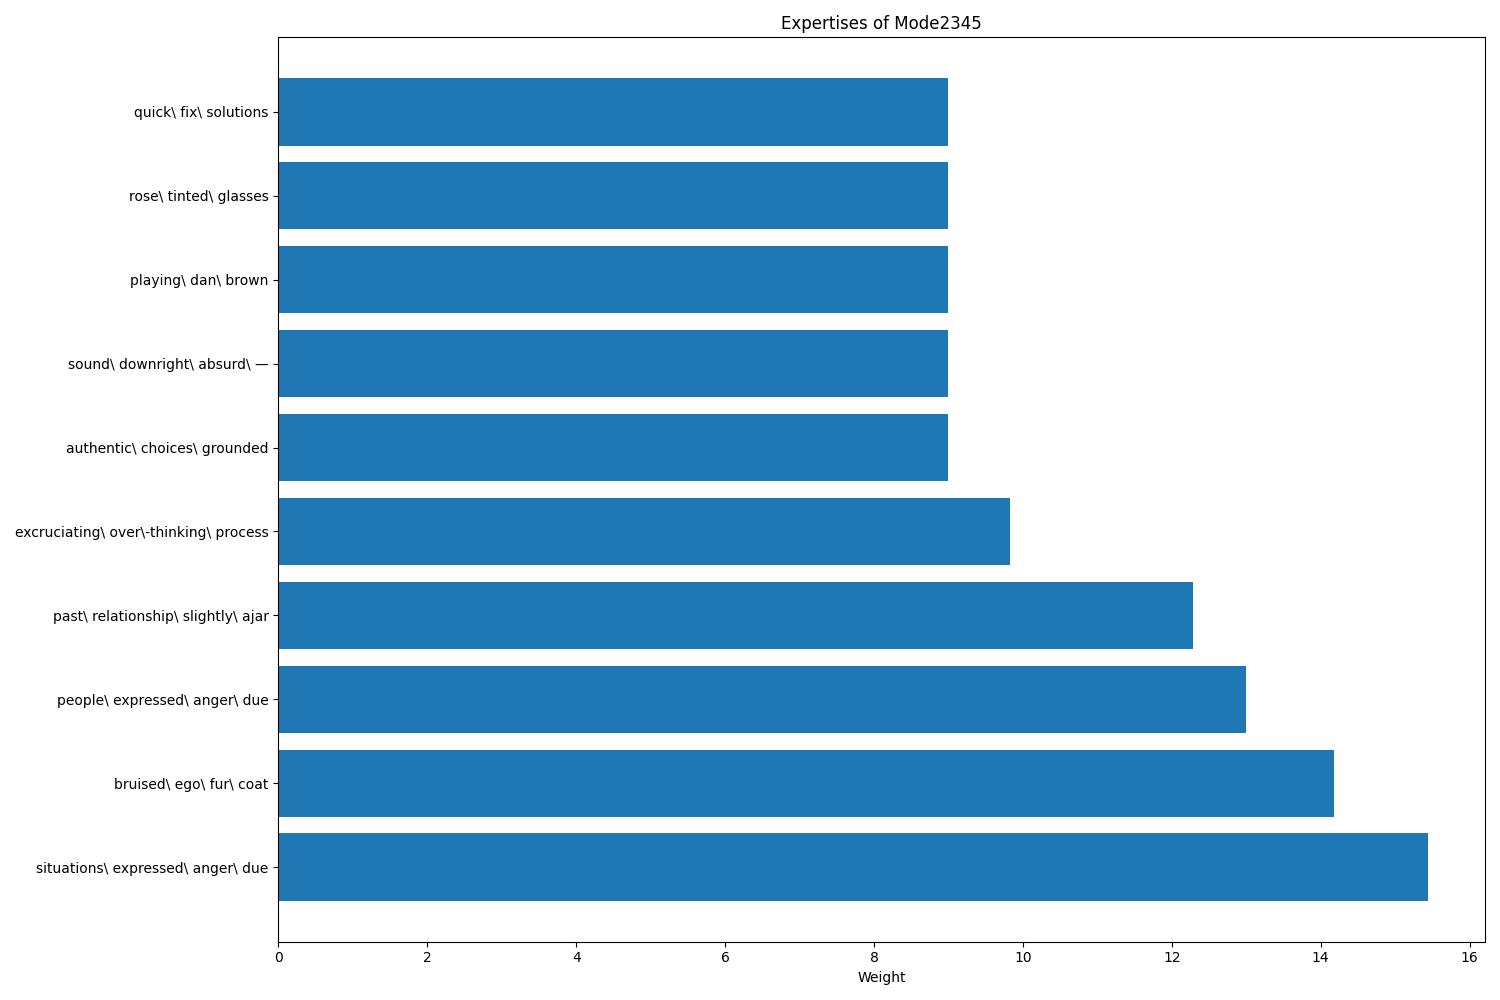 Expertises of Mode2345
quick\ fix\ solutions
rose\ tinted\ glasses
playing\ dan\ brown
sound\ downright\ absurd\ —
authentic\ choices\ grounded
excruciating\ over\-thinking\ process
past\ relationship\ slightly\ ajar
people\ expressed\ anger\ due
bruised\ ego\ fur\ coat
situations\ expressed\ anger\ due
0 2 4 6 8 10 12 14 16
Weight